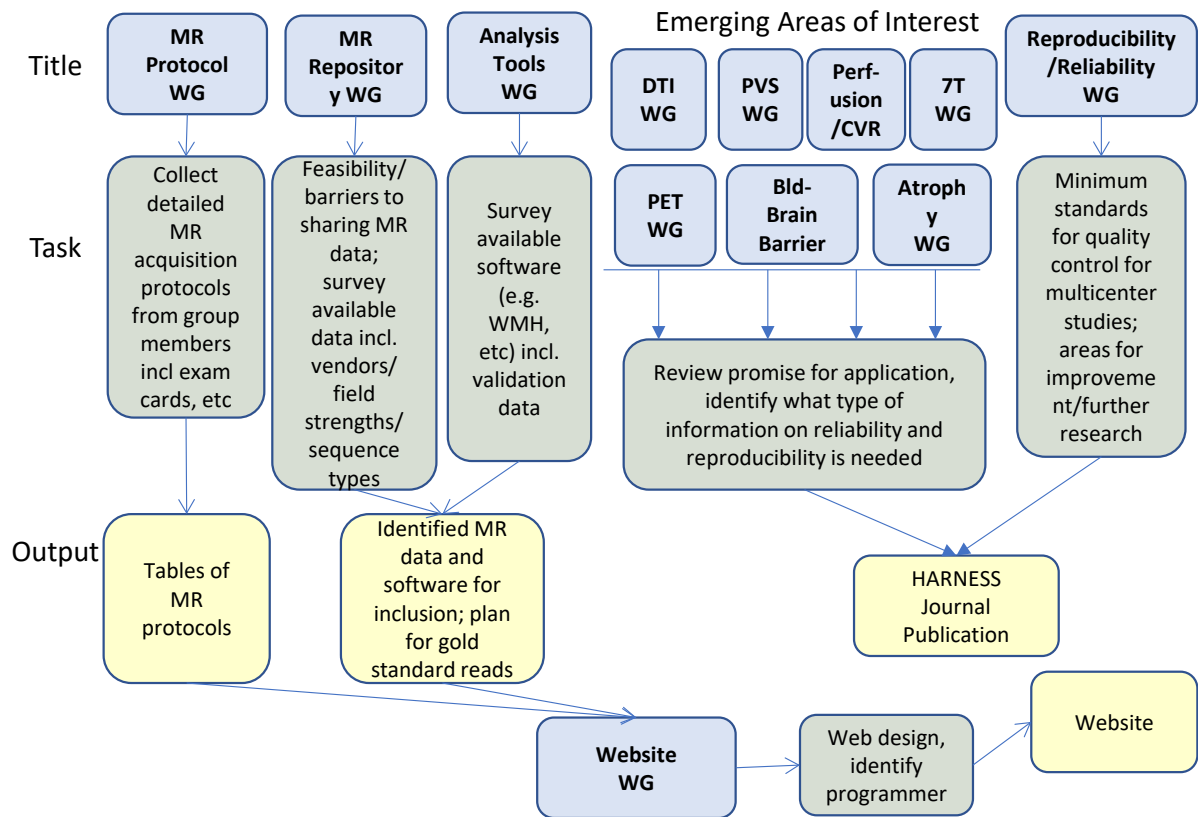 Emerging Areas of Interest
Title
MR
Protocol
WG
MR
Repositor
y WG
Analysis
Tools
WG
DTI
WG
PVS
WG
Perf-
usion
/CVR
7T
WG
Reproducibility
/Reliability
WG
PET
WG
Bld-
Brain
Barrier
Atroph
y
WG
Task
Collect
detailed
MR
acquisition
protocols
from group
members
incl exam
cards, etc
Feasibility/
barriers to
sharing MR
data;
survey
available
data incl.
vendors/
field
strengths/
sequence
types
Survey
available
software
(e.g.
WMH,
etc) incl.
validation
data
Review promise for application,
identify what type of
information on reliability and
reproducibility is needed
Minimum
standards
for quality
control for
multicenter
studies;
areas for
improveme
nt/further
research
Output
Tables of
MR
protocols
Identified MR
data and
software for
inclusion; plan
for gold
standard reads
HARNESS
Journal
Publication
Website
WG
Web design,
identify
programmer
Website